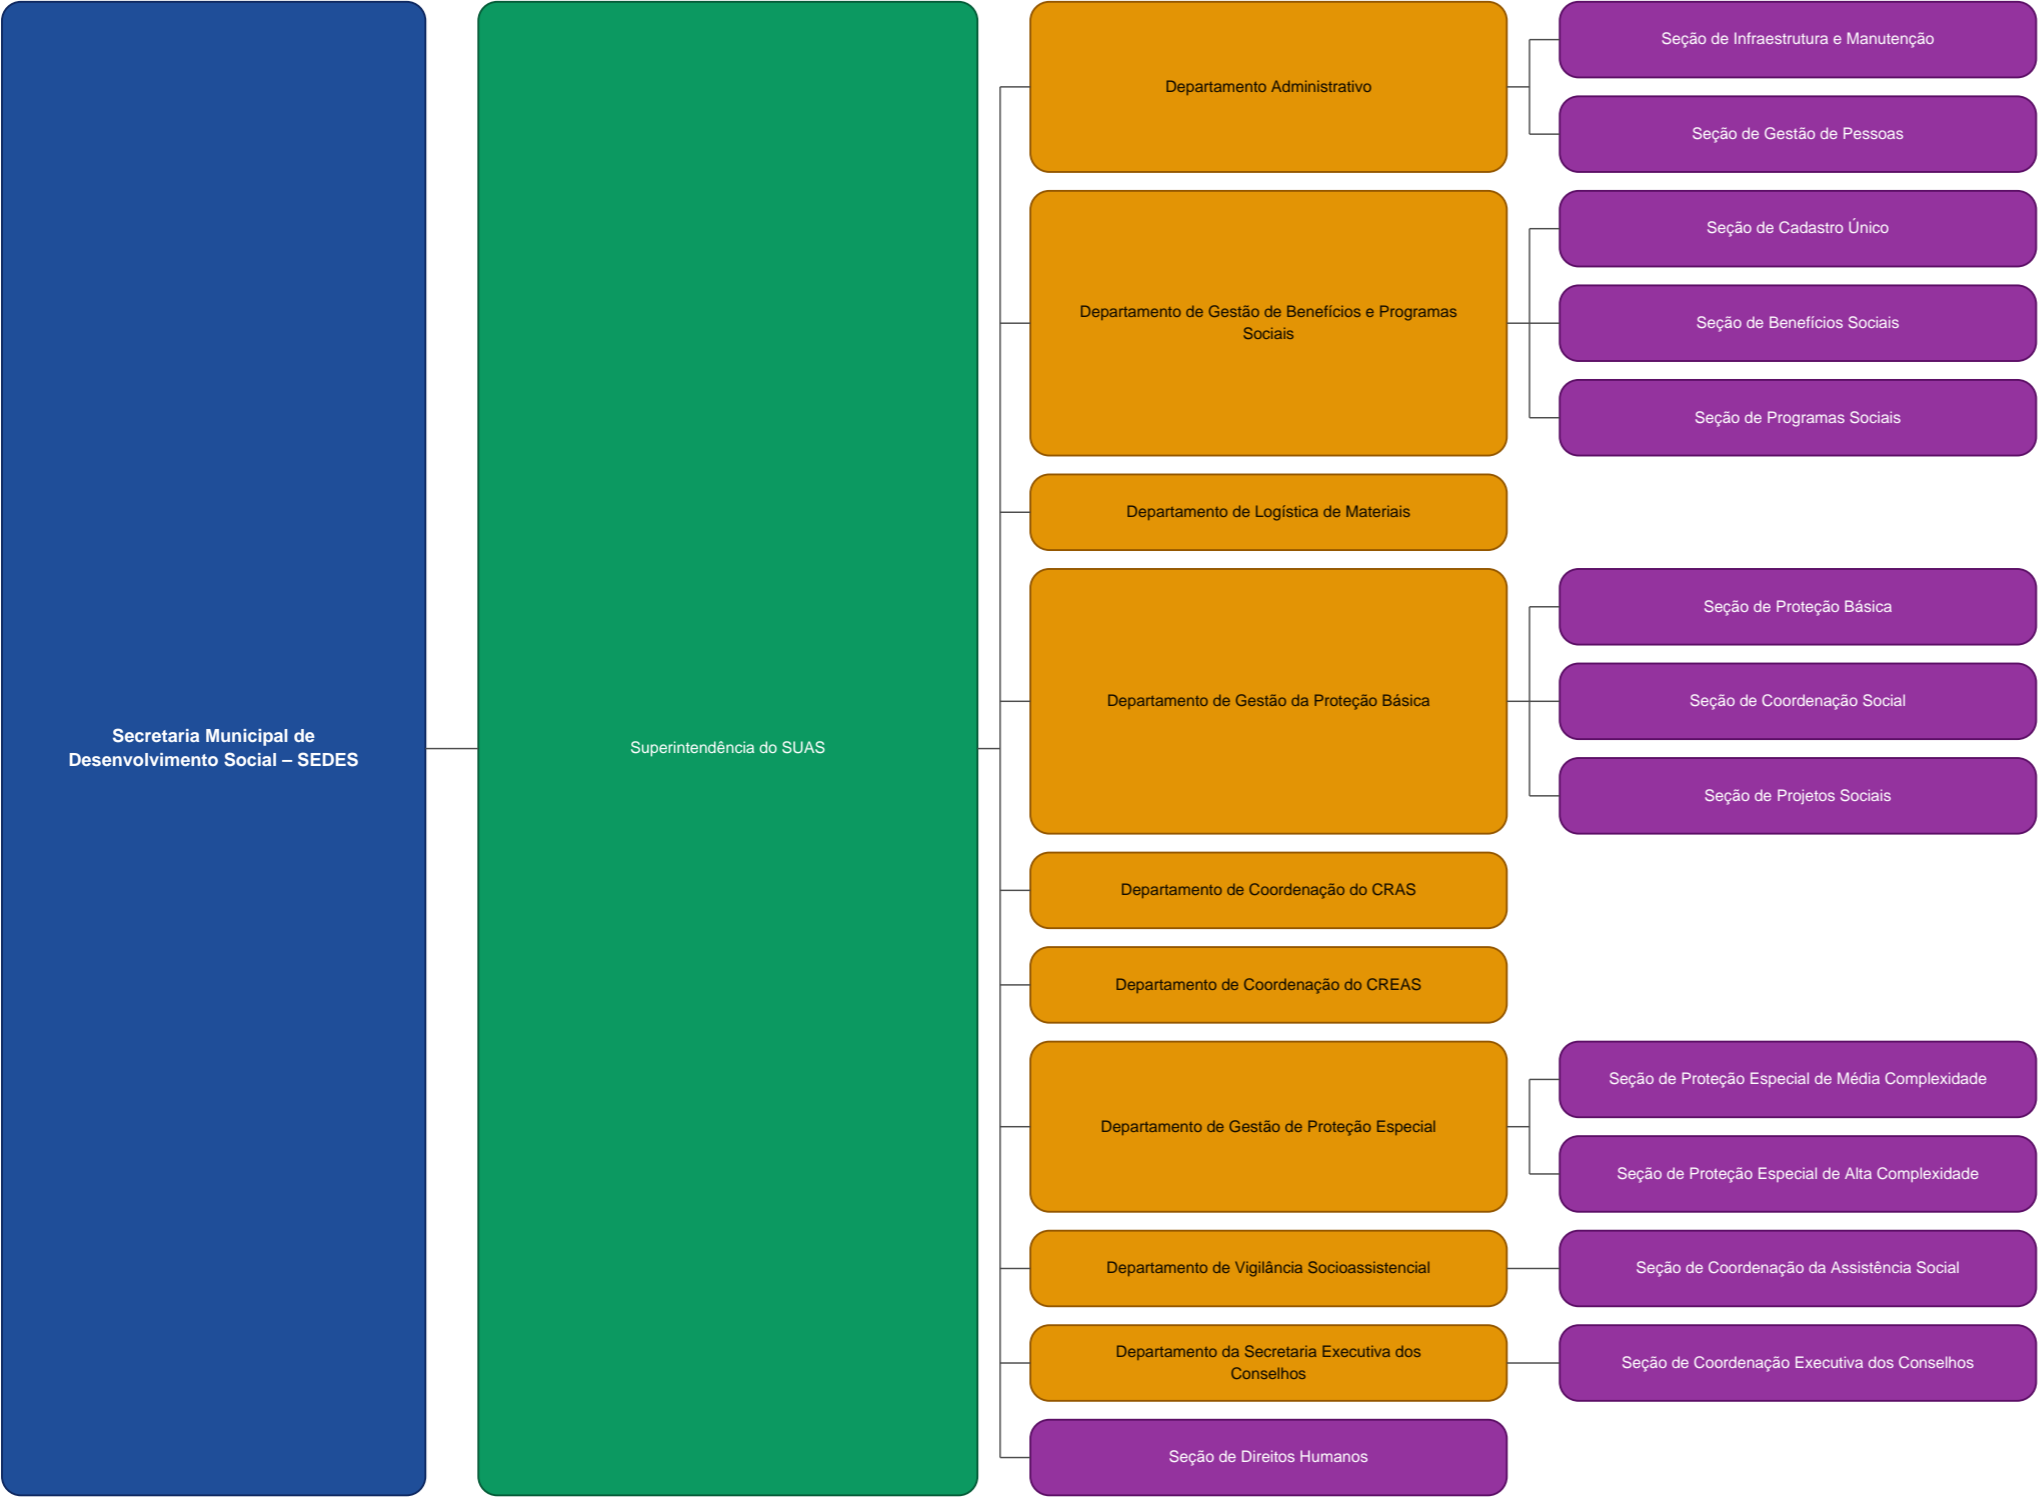 Secretaria Municipal de
Desenvolvimento Social – SEDES
Superintendência do SUAS
Departamento Administrativo
Seção de Infraestrutura e Manutenção
Seção de Gestão de Pessoas
Departamento de Gestão de Benefícios e Programas
Sociais
Seção de Cadastro Único
Seção de Benefícios Sociais
Seção de Programas Sociais
Departamento de Logística de Materiais
Departamento de Gestão da Proteção Básica
Seção de Proteção Básica
Seção de Coordenação Social
Seção de Projetos Sociais
Departamento de Coordenação do CRAS
Departamento de Coordenação do CREAS
Departamento de Gestão de Proteção Especial
Seção de Proteção Especial de Média Complexidade
Seção de Proteção Especial de Alta Complexidade
Departamento de Vigilância Socioassistencial
Seção de Coordenação da Assistência Social
Departamento da Secretaria Executiva dos
Conselhos
Seção de Coordenação Executiva dos Conselhos
Seção de Direitos Humanos